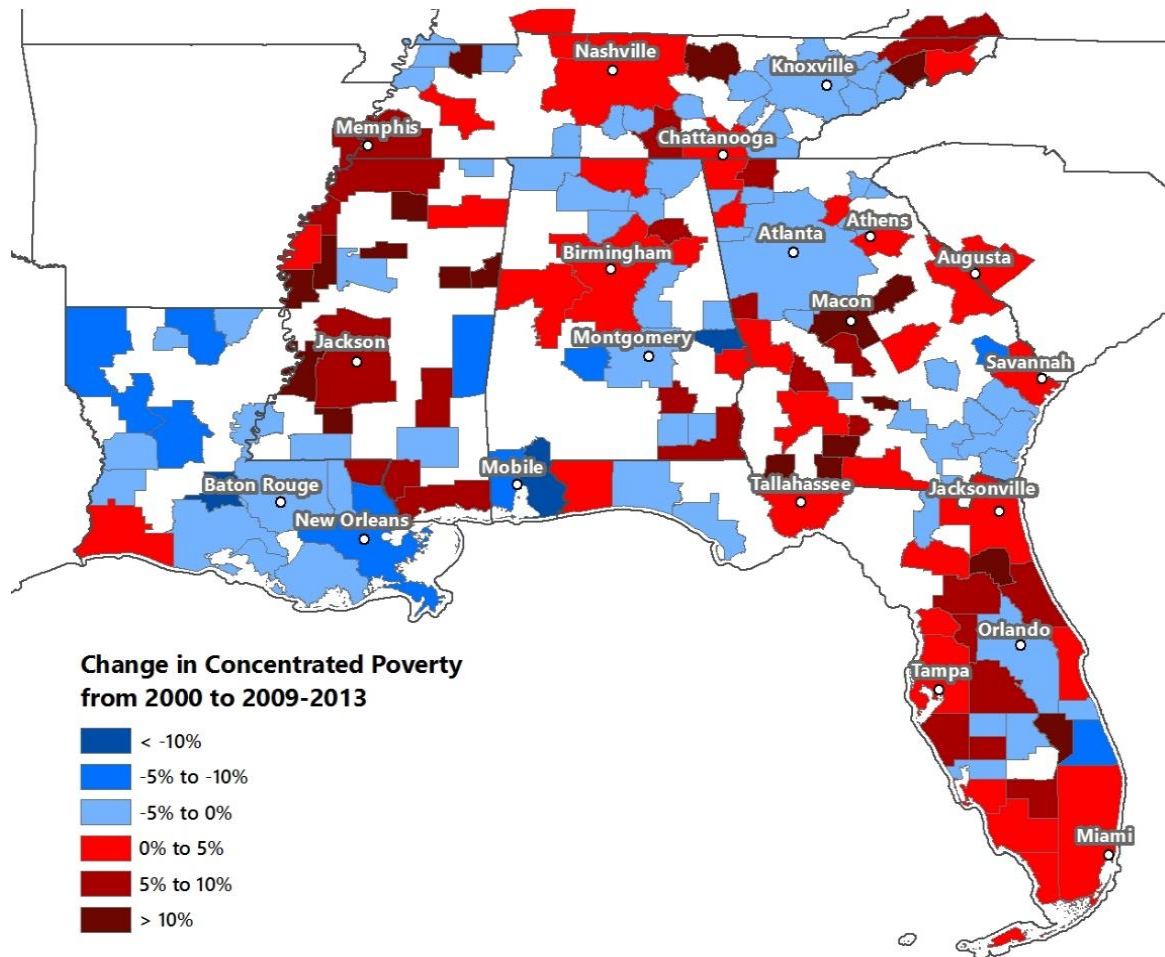 Nashville
Knoxville
Memphis
Chattanooga
Athens
Atlanta
Birmingham
Augusta
Macon
Jackson
Montgomery
Savannah
Mobile
Baton Rouge
Tallahassee
Jacksonville
New Orleans
Orlando
Tampa
Miami
Change in Concentrated Poverty
from 2000 to 2009-2013
< -10%
-5% to -10%
-5% to 0%
0% to 5%
5% to 10%
> 10%